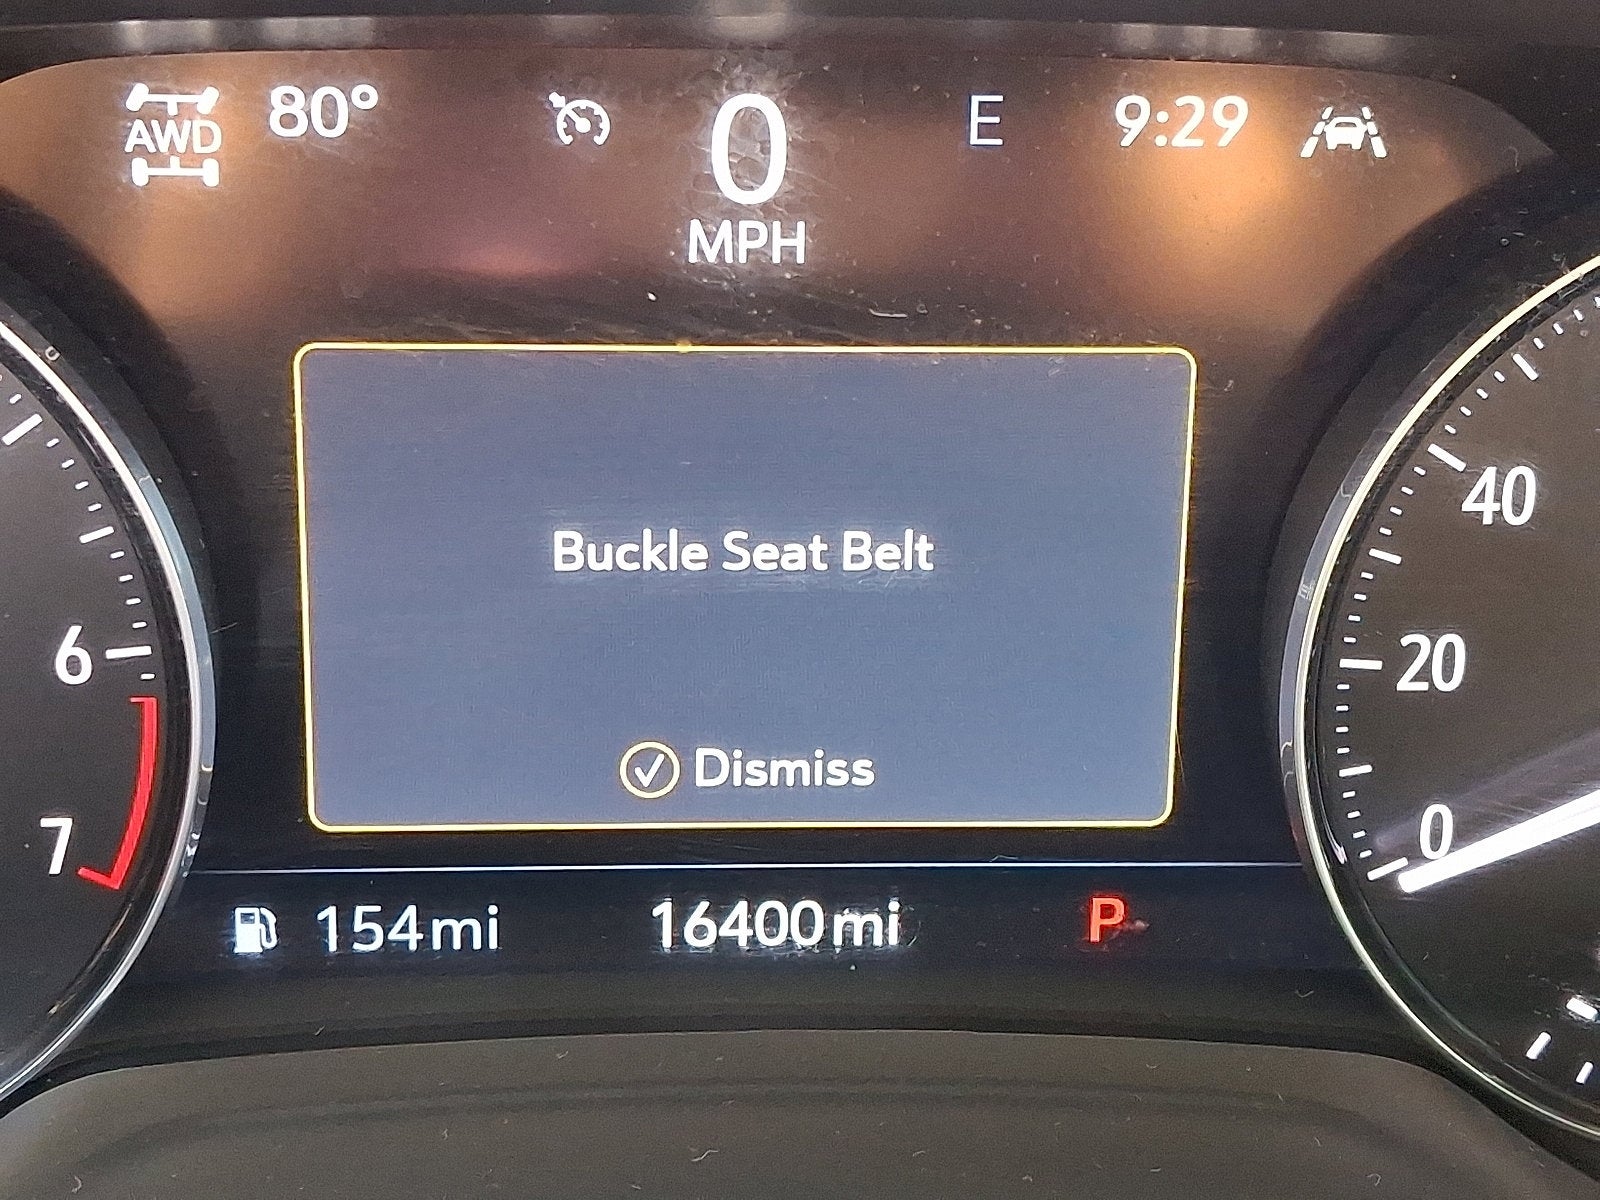 AWD 80° 0 E 9:29
MPH
Buckle Seat Belt
Dismiss
6
7
40
20
0
154mi 16400mi P